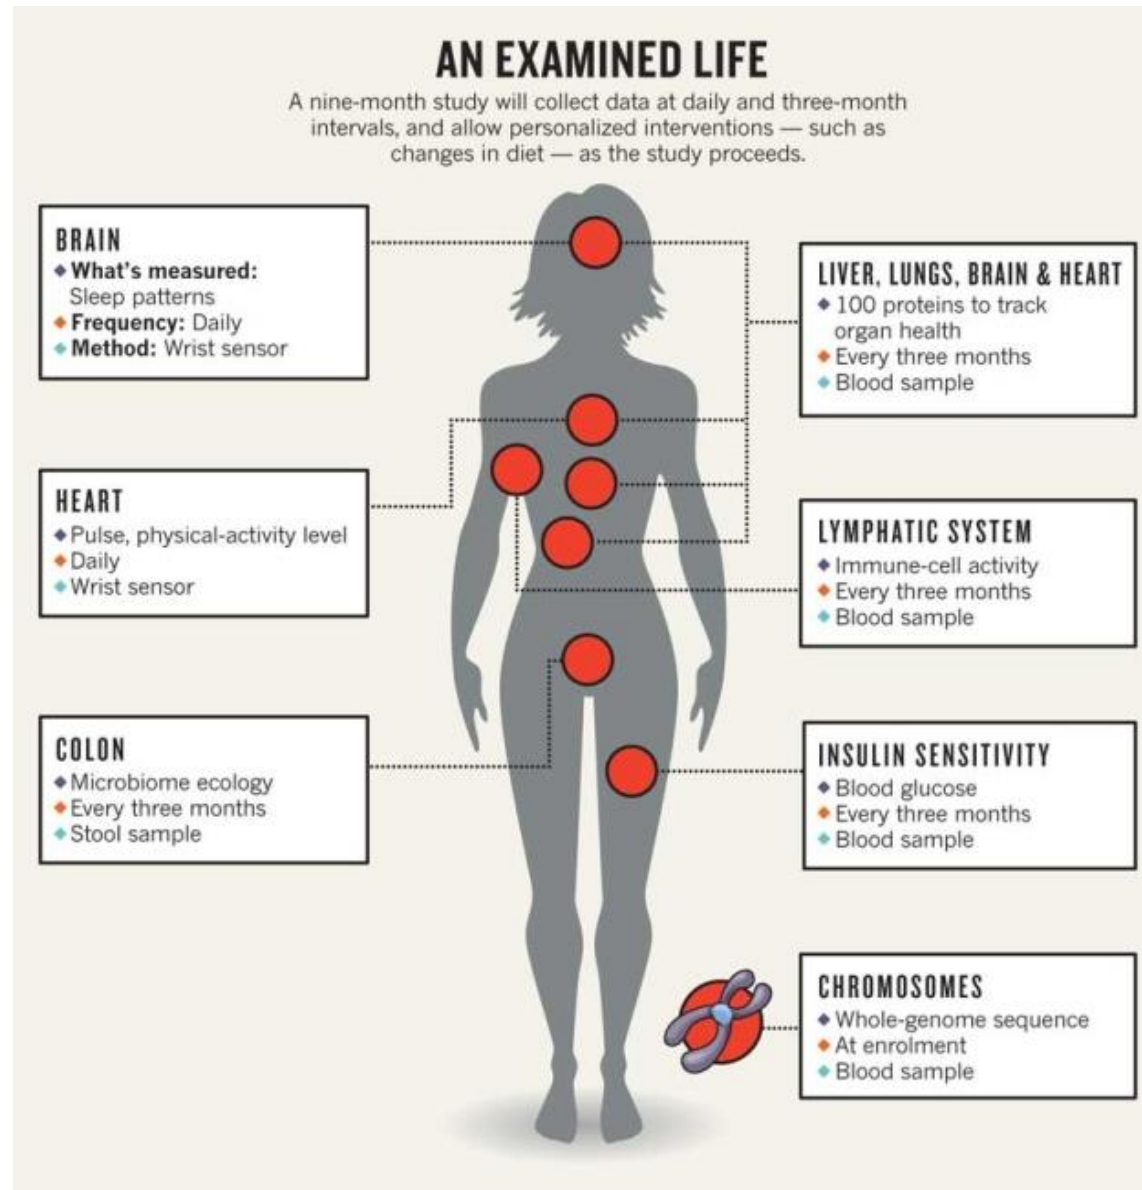 AN EXAMINED LIFE
A nine-month study will collect data at daily and three-month
intervals, and allow personalized interventions — such as
changes in diet — as the study proceeds.
BRAIN
What's measured:
Sleep patterns
Frequency: Daily
Method: Wrist sensor
HEART
Pulse, physical-activity level
Daily
Wrist sensor
COLON
Microbiome ecology
Every three months
Stool sample
LIVER, LUNGS, BRAIN & HEART
100 proteins to track
organ health
Every three months
Blood sample
LYMPHATIC SYSTEM
Immune-cell activity
Every three months
Blood sample
INSULIN SENSITIVITY
Blood glucose
Every three months
Blood sample
CHROMOSOMES
Whole-genome sequence
At enrolment
Blood sample